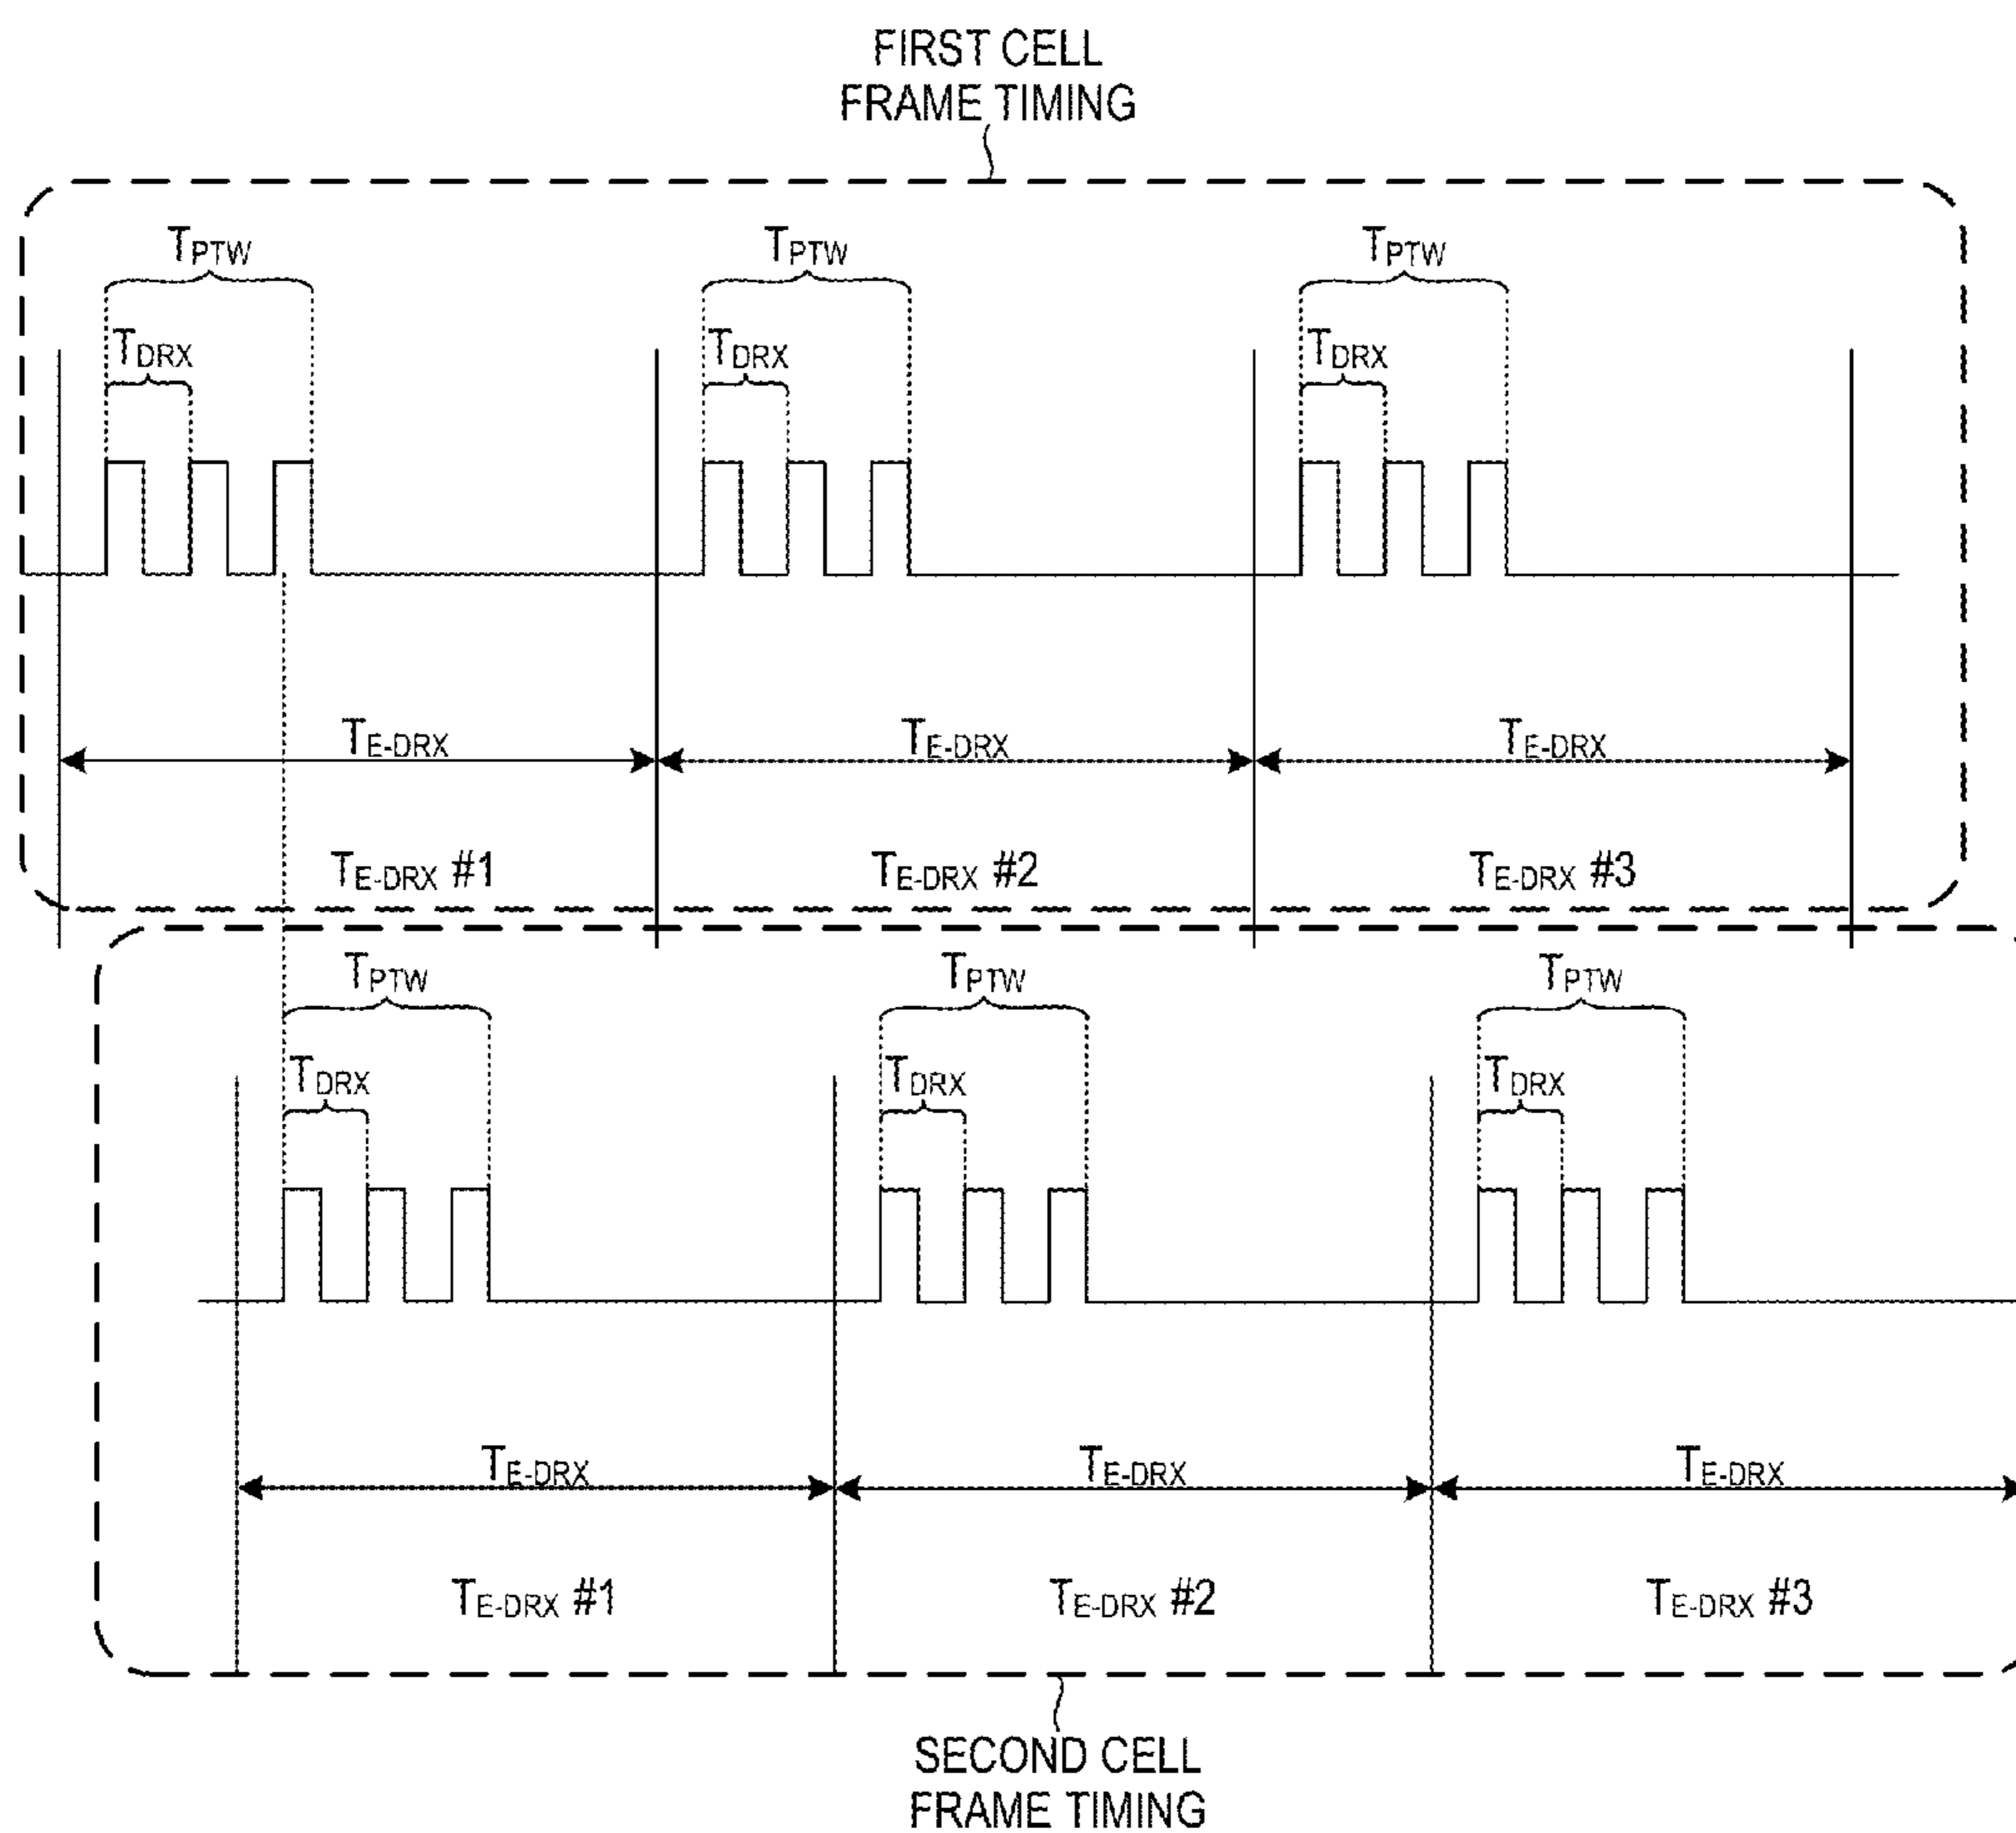 FIRST CELL
FRAME TIMING
TPTW TPTW TPTW
TDRX TDRX TDRX
TE-DRX TE-DRX TE-DRX
TE-DRX #1 TE-DRX #2 TE-DRX #3
TPTW TPTW TPTW
TDRX TDRX TDRX
TE-DRX TE-DRX TE-DRX
TE-DRX #1 TE-DRX #2 TE-DRX #3
SECOND CELL
FRAME TIMING